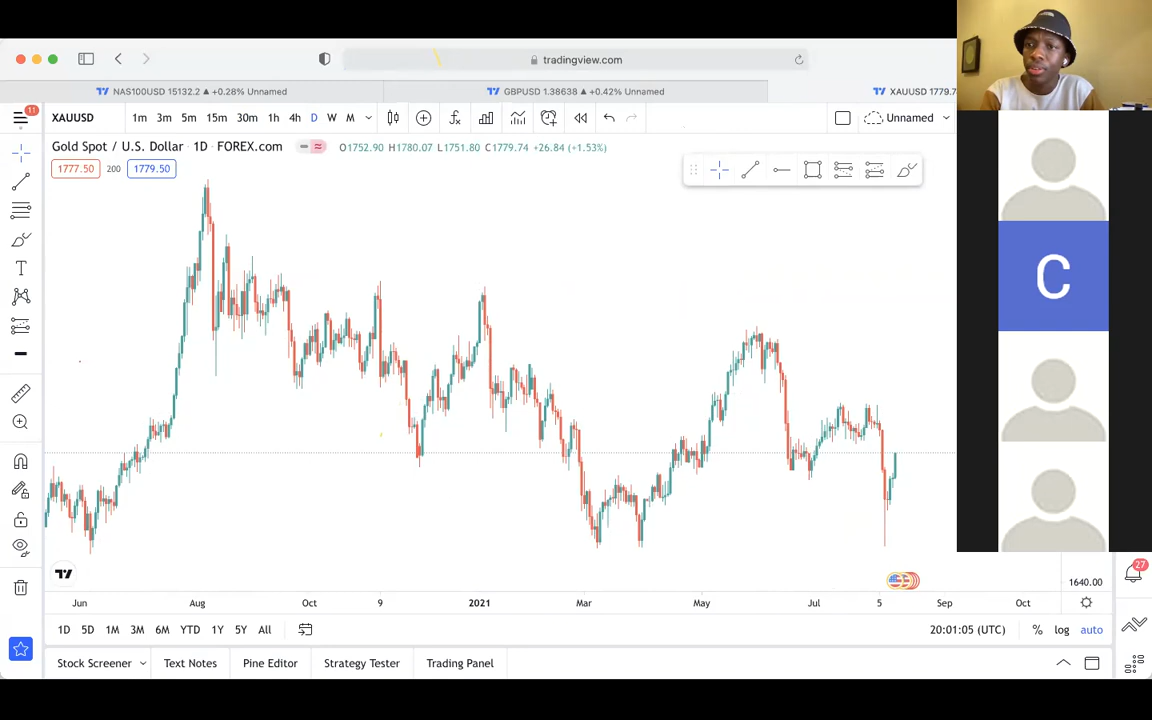 tradingview.com
NAS100USD 15132.2 ▲ +0.28% Unnamed
GBPUSD 1.38638 ▲ +0.42% Unnamed
XAUUSD 1779.7
11
XAUUSD 1m 3m 5m 15m 30m 1h 4h D W M Unnamed
Gold Spot / U.S. Dollar · 1D · FOREX.com O1752.90 H1780.07 L1751.80 C1779.74 +26.84 (+1.53%)
1777.50 200 1779.50
T
C
27
1640.00
Jun Aug Oct 9 2021 Mar May Jul 5 Sep Oct
1D 5D 1M 3M 6M YTD 1Y 5Y All 20:01:05 (UTC) % log auto
Stock Screener Text Notes Pine Editor Strategy Tester Trading Panel